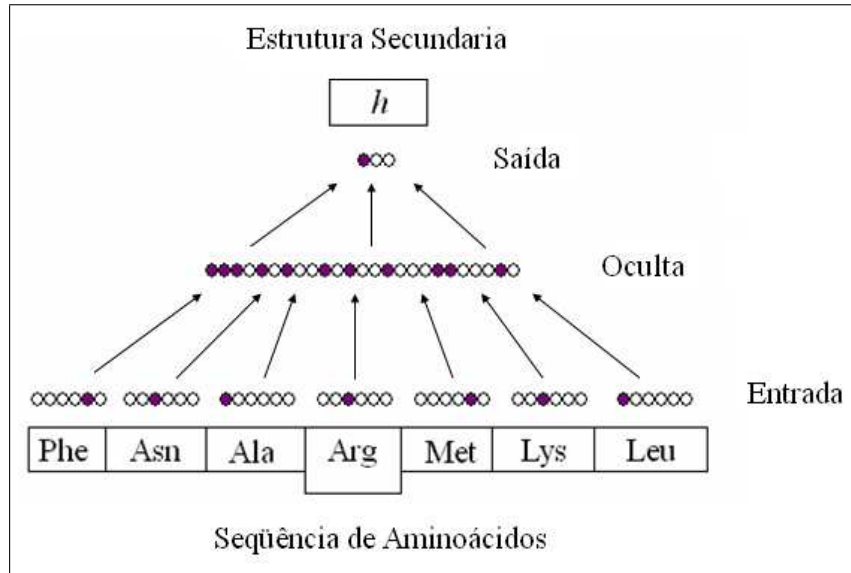 Estrutura Secundaria
h
Saída
Oculta
Entrada
Phe Asn Ala Arg Met Lys Leu
Seqüência de Aminoácidos